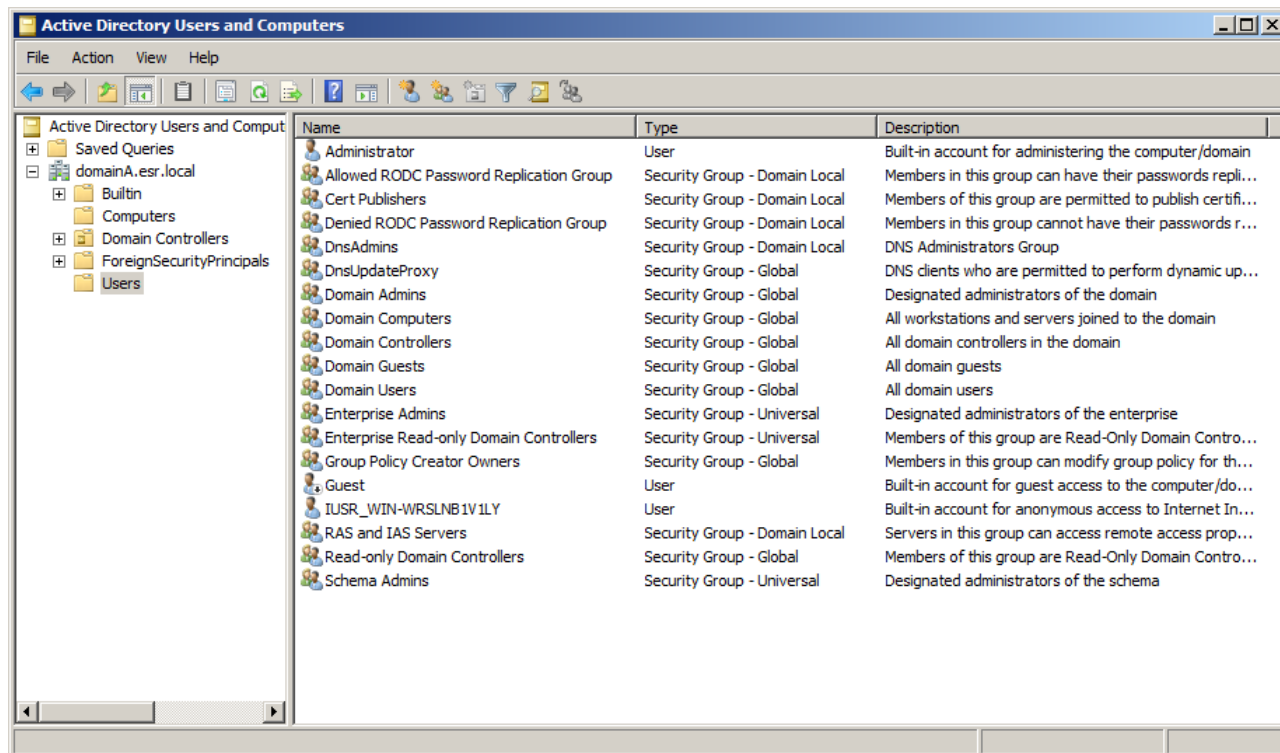 Active Directory Users and Computers
File Action View Help
Active Directory Users and Comput
Saved Queries
domainA.esr.local
Builtin
Computers
Domain Controllers
ForeignSecurityPrincipals
Users
Name Type Description
Administrator User Built-in account for administering the computer/domain
Allowed RODC Password Replication Group Security Group - Domain Local Members in this group can have their passwords repli...
Cert Publishers Security Group - Domain Local Members of this group are permitted to publish certifi...
Denied RODC Password Replication Group Security Group - Domain Local Members in this group cannot have their passwords r...
DnsAdmins Security Group - Domain Local DNS Administrators Group
DnsUpdateProxy Security Group - Global DNS clients who are permitted to perform dynamic up...
Domain Admins Security Group - Global Designated administrators of the domain
Domain Computers Security Group - Global All workstations and servers joined to the domain
Domain Controllers Security Group - Global All domain controllers in the domain
Domain Guests Security Group - Global All domain guests
Domain Users Security Group - Global All domain users
Enterprise Admins Security Group - Universal Designated administrators of the enterprise
Enterprise Read-only Domain Controllers Security Group - Universal Members of this group are Read-Only Domain Contro...
Group Policy Creator Owners Security Group - Global Members in this group can modify group policy for th...
Guest User Built-in account for guest access to the computer/do...
IUSR_WIN-WRSLNB1V1LY User Built-in account for anonymous access to Internet In...
RAS and IAS Servers Security Group - Domain Local Servers in this group can access remote access prop...
Read-only Domain Controllers Security Group - Global Members of this group are Read-Only Domain Contro...
Schema Admins Security Group - Universal Designated administrators of the schema